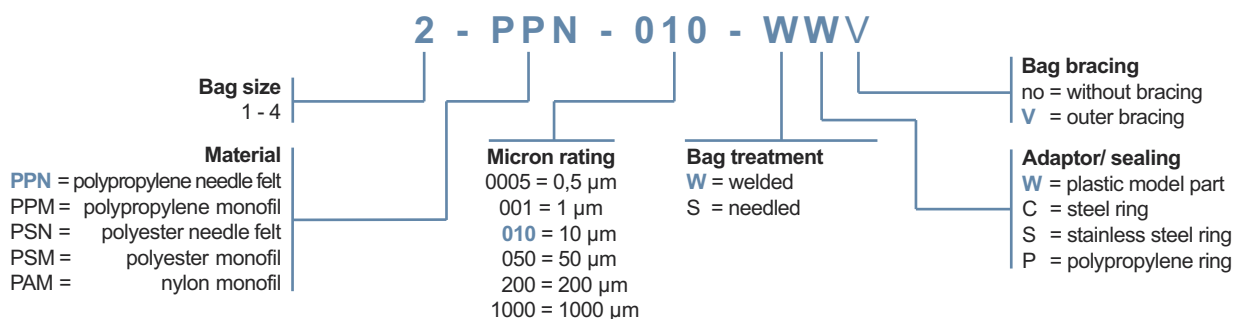 2 - PPN - 010 - WWV
Bag size
1 - 4
Material
PPN = polypropylene needle felt
PPM = polypropylene monofil
PSN = polyester needle felt
PSM = polyester monofil
PAM = nylon monofil
Micron rating
0005 = 0,5 µm
001 = 1 µm
010 = 10 µm
050 = 50 µm
200 = 200 µm
1000 = 1000 µm
Bag treatment
W = welded
S = needled
Bag bracing
no = without bracing
V = outer bracing
Adaptor/ sealing
W = plastic model part
C = steel ring
S = stainless steel ring
P = polypropylene ring